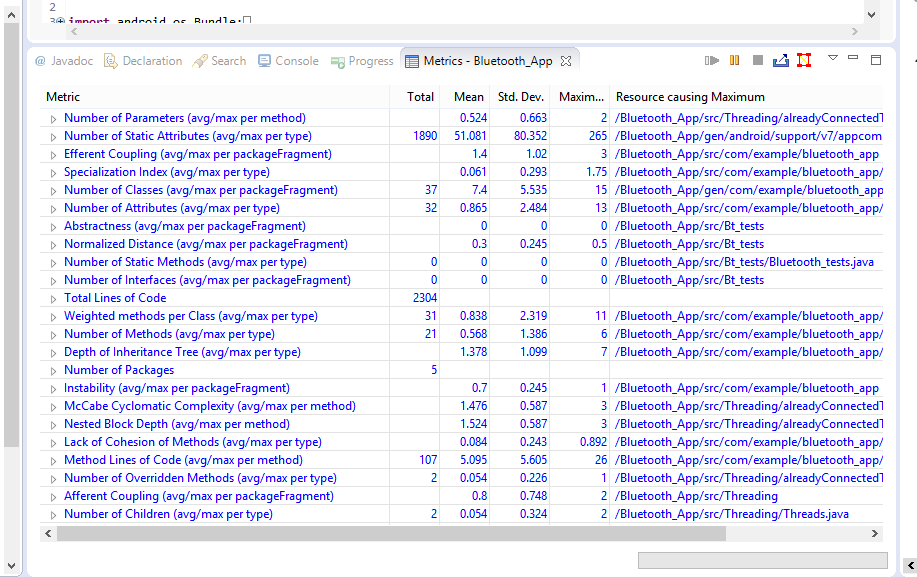 2
3 import android.os.Bundle;
@ Javadoc Declaration Search Console Progress Metrics - Bluetooth_App
Metric Total Mean Std. Dev. Maxim... Resource causing Maximum
Number of Parameters (avg/max per method) 0.524 0.663 2 /Bluetooth_App/src/Threading/alreadyConnectedT
Number of Static Attributes (avg/max per type) 1890 51.081 80.352 265 /Bluetooth_App/gen/android/support/v7/appcom
Efferent Coupling (avg/max per packageFragment) 1.4 1.02 3 /Bluetooth_App/src/com/example/bluetooth_app
Specialization Index (avg/max per type) 0.061 0.293 1.75 /Bluetooth_App/src/com/example/bluetooth_app/
Number of Classes (avg/max per packageFragment) 37 7.4 5.535 15 /Bluetooth_App/gen/com/example/bluetooth_app
Number of Attributes (avg/max per type) 32 0.865 2.484 13 /Bluetooth_App/src/com/example/bluetooth_app/
Abstractness (avg/max per packageFragment) 0 0 0 /Bluetooth_App/src/Bt_tests
Normalized Distance (avg/max per packageFragment) 0.3 0.245 0.5 /Bluetooth_App/src/Bt_tests
Number of Static Methods (avg/max per type) 0 0 0 0 /Bluetooth_App/src/Bt_tests/Bluetooth_tests.java
Number of Interfaces (avg/max per packageFragment) 0 0 0 0 /Bluetooth_App/src/Bt_tests
Total Lines of Code 2304
Weighted methods per Class (avg/max per type) 31 0.838 2.319 11 /Bluetooth_App/src/com/example/bluetooth_app/
Number of Methods (avg/max per type) 21 0.568 1.386 6 /Bluetooth_App/src/com/example/bluetooth_app/
Depth of Inheritance Tree (avg/max per type) 1.378 1.099 7 /Bluetooth_App/src/com/example/bluetooth_app/
Number of Packages 5
Instability (avg/max per packageFragment) 0.7 0.245 1 /Bluetooth_App/src/com/example/bluetooth_app
McCabe Cyclomatic Complexity (avg/max per method) 1.476 0.587 3 /Bluetooth_App/src/Threading/alreadyConnectedT
Nested Block Depth (avg/max per method) 1.524 0.587 3 /Bluetooth_App/src/Threading/alreadyConnectedT
Lack of Cohesion of Methods (avg/max per type) 0.084 0.243 0.892 /Bluetooth_App/src/com/example/bluetooth_app/
Method Lines of Code (avg/max per method) 107 5.095 5.605 26 /Bluetooth_App/src/com/example/bluetooth_app/
Number of Overridden Methods (avg/max per type) 2 0.054 0.226 1 /Bluetooth_App/src/Threading/alreadyConnectedT
Afferent Coupling (avg/max per packageFragment) 0.8 0.748 2 /Bluetooth_App/src/Threading
Number of Children (avg/max per type) 2 0.054 0.324 2 /Bluetooth_App/src/Threading/Threads.java